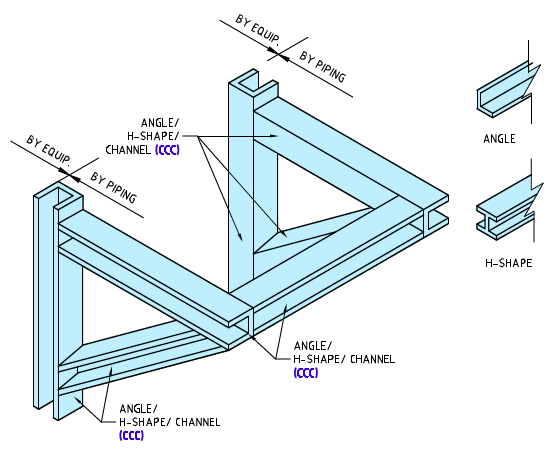 BY EQUIP.
BY PIPING
ANGLE/
H-SHAPE/
CHANNEL (CCC)
BY EQUIP.
BY PIPING
ANGLE
H-SHAPE
ANGLE/
H-SHAPE/ CHANNEL
(CCC)
ANGLE/
H-SHAPE/ CHANNEL
(CCC)